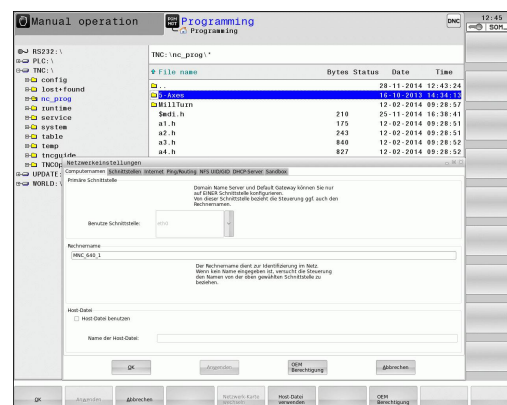 Manual operation
PGM MGT
Programming
Programming
DNC
12:45
SOM_
RS232:\
PLC:\
TNC:\
config
lost+found
nc_prog
runtime
service
system
table
temp
tncguide
TNCOp
UPDATE:
WORLD:\
TNC:\nc_prog\*
File name Bytes Status Date Time
.. 28-11-2014 12:43:24
5-Axes 16-10-2013 14:34:13
MillTurn 12-02-2014 09:28:57
$mdi.h 210 25-11-2014 16:38:41
a1.h 175 12-02-2014 09:28:51
a2.h 243 12-02-2014 09:28:51
a3.h 840 12-02-2014 09:28:52
a4.h 827 12-02-2014 09:28:52
Netzwerkeinstellungen
Computernamen Schnittstellen Internet Ping/Routing NFS UID/GID DHCP-Server Sandbox
Primäre Schnittstelle
Domain Name Server und Default Gateway können Sie nur
auf EINER Schnittstelle konfigurieren.
Von dieser Schnittstelle bezieht die Steuerung ggf. auch den
Rechnernamen.
Benutze Schnittstelle:
Rechnername
MNC_640_1
Der Rechnername dient zur Identifizierung im Netz.
Wenn kein Name eingegeben ist, versucht die Steuerung
den Namen von der oben gewählten Schnittstelle zu
beziehen.
Host-Datei
Host-Datei benutzen
Name der Host-Datei:
OK Anwenden OEM Berechtigung Abbrechen
OK Anwenden Abbrechen Netzwerk-Karte Host-Datei verwenden OEM Berechtigung